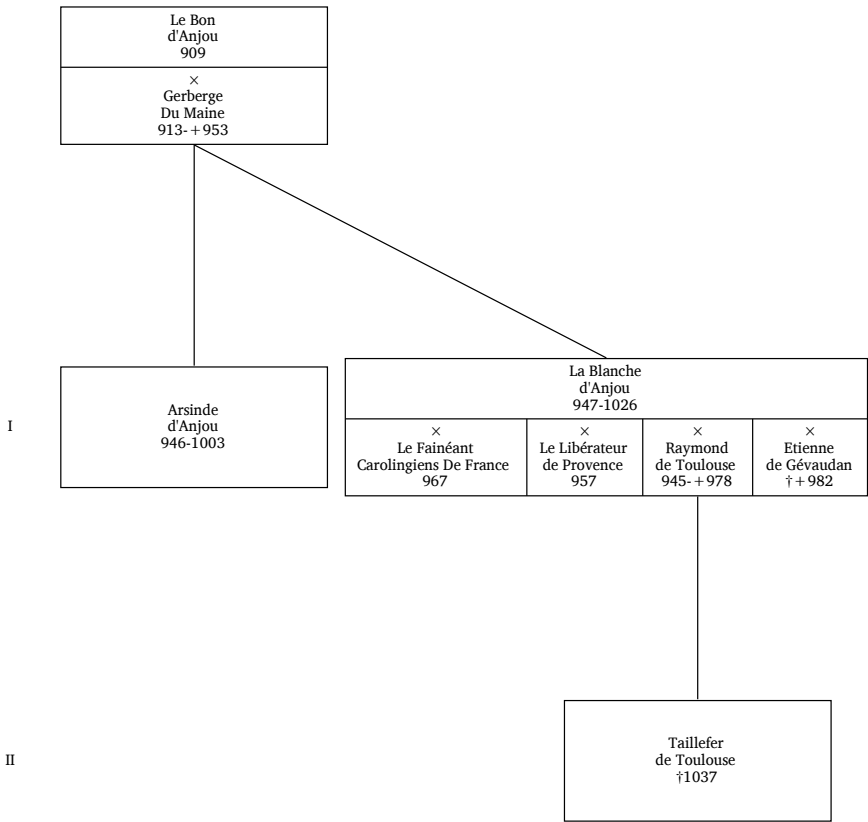 Le Bon
d'Anjou
909
×
Gerberge
Du Maine
913-+953
I
Arsinde
d'Anjou
946-1003
La Blanche
d'Anjou
947-1026
×
Le Fainéant
Carolingiens De France
967
×
Le Libérateur
de Provence
957
×
Raymond
de Toulouse
945-+978
×
Etienne
de Gévaudan
†+982
II
Taillefer
de Toulouse
†1037